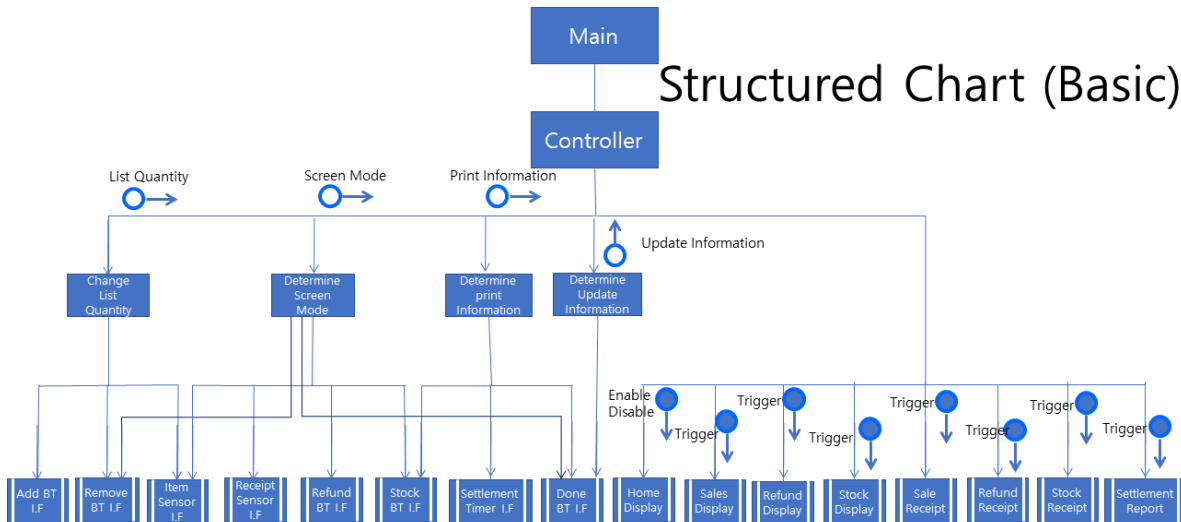 Main
Structured Chart (Basic)
Controller
List Quantity
Screen Mode
Print Information
Update Information
Change
List
Quantity
Determine
Screen
Mode
Determine
print
Information
Determine
Update
Information
Enable
Disable
Trigger
Trigger
Trigger
Trigger
Trigger
Trigger
Trigger
Add BT
I.F
Remove
BT I.F
Item
Sensor
I.F
Receipt
Sensor
I.F
Refund
BT I.F
Stock
BT I.F
Settlement
Timer I.F
Done
BT I.F
Home
Display
Sales
Display
Refund
Display
Stock
Display
Sale
Receipt
Refund
Receipt
Stock
Receipt
Settlement
Report